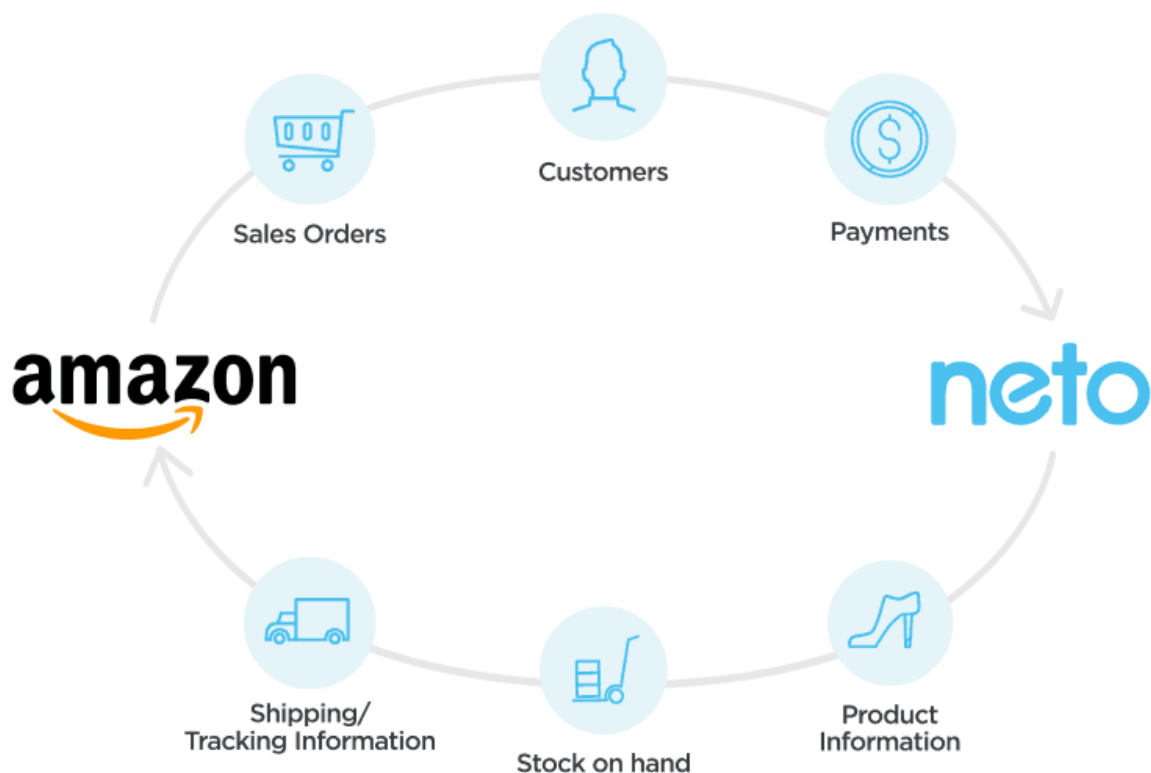 Customers
Sales Orders
Payments
amazon
neto
Shipping/
Tracking Information
Stock on hand
Product
Information